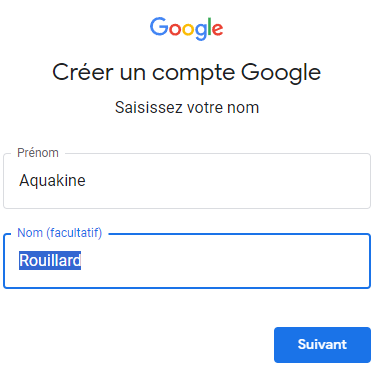 Google
Créer un compte Google
Saisissez votre nom
Prénom
Aquakine
Nom (facultatif)
Rouillard
Suivant